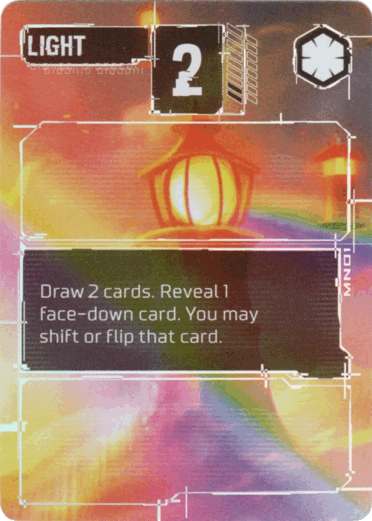 LIGHT
2
Draw 2 cards. Reveal 1
face-down card. You may
shift or flip that card.
MN01